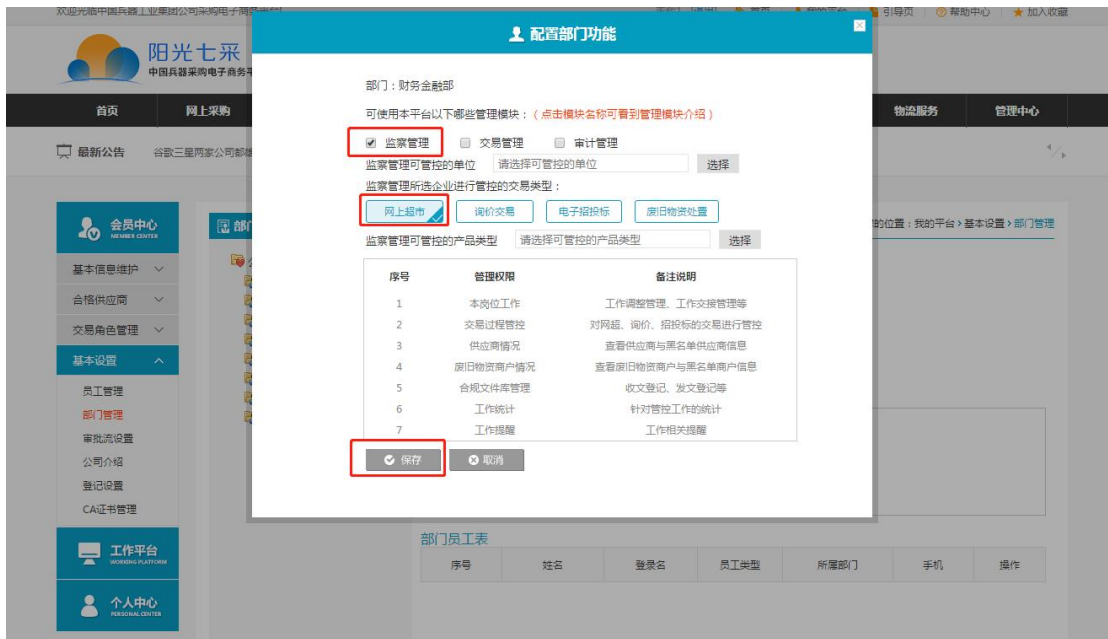 欢迎光临中国兵器工业集团公司采购电子商务平台!
首页
引导页
帮助中心
加入收藏
配置部门功能
阳光七采
中国兵器采购电子商务平
首页 网上采购 物流服务 管理中心
最新公告 谷歌三星两家公司都雄
部门：财务金融部
可使用本平台以下哪些管理模块：（点击模块名称可看到管理模块介绍）
监察管理 交易管理 审计管理
监察管理可管控的单位 请选择可管控的单位 选择
监察管理所选企业进行管控的交易类型：
网上超市 询价交易 电子招投标 废旧物资处置
监察管理可管控的产品类型 请选择可管控的产品类型 选择
的位置：我的平台>基本设置>部门管理
会员中心
MEMBER CENTER
部
基本信息维护
合格供应商
交易角色管理
基本设置
员工管理
部门管理
审批流设置
公司介绍
登记设置
CA证书管理
工作平台
WORKING PLATFORM
个人中心
PERSONAL CENTER
序号 管理权限 备注说明
1 本岗位工作 工作调整管理、工作交接管理等
2 交易过程管控 对网超、询价、招投标的交易进行管控
3 供应商情况 查看供应商与黑名单供应商信息
4 废旧物资商户情况 查看废旧物资商户与黑名单商户信息
5 合规文件库管理 收文登记、发文登记等
6 工作统计 针对管控工作的统计
7 工作提醒 工作相关提醒
保存 取消
部门员工表
序号 姓名 登录名 员工类型 所属部门 手机 操作